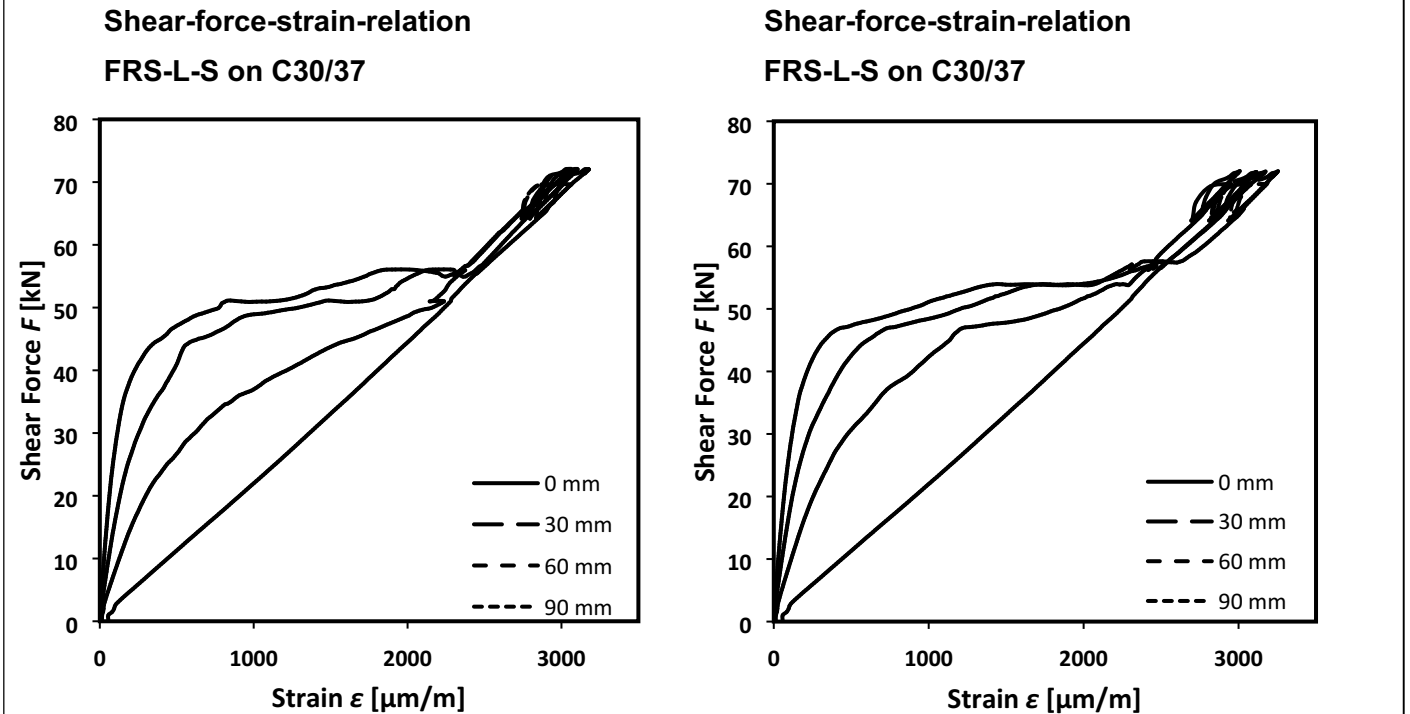 Shear-force-strain-relation
FRS-L-S on C30/37
80
70
60
50
40
30
20
10
0
Shear Force F [kN]
0 mm
30 mm
60 mm
90 mm
0 1000 2000 3000
Strain ε [µm/m]
Shear-force-strain-relation
FRS-L-S on C30/37
80
70
60
50
40
30
20
10
0
Shear Force F [kN]
0 mm
30 mm
60 mm
90 mm
0 1000 2000 3000
Strain ε [µm/m]